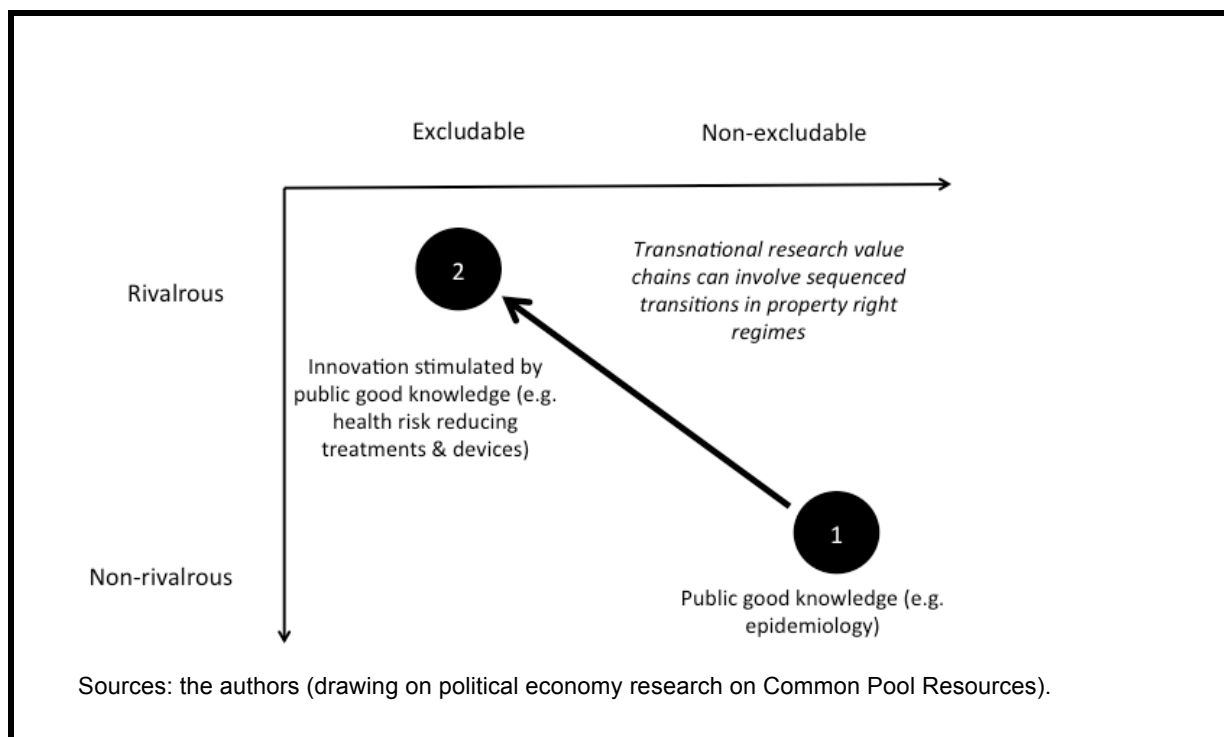 Excludable
Non-excludable
Rivalrous
2
Transnational research value
chains can involve sequenced
transitions in property right
regimes
Innovation stimulated by
public good knowledge (e.g.
health risk reducing
treatments & devices)
1
Non-rivalrous
Public good knowledge (e.g.
epidemiology)
Sources: the authors (drawing on political economy research on Common Pool Resources).